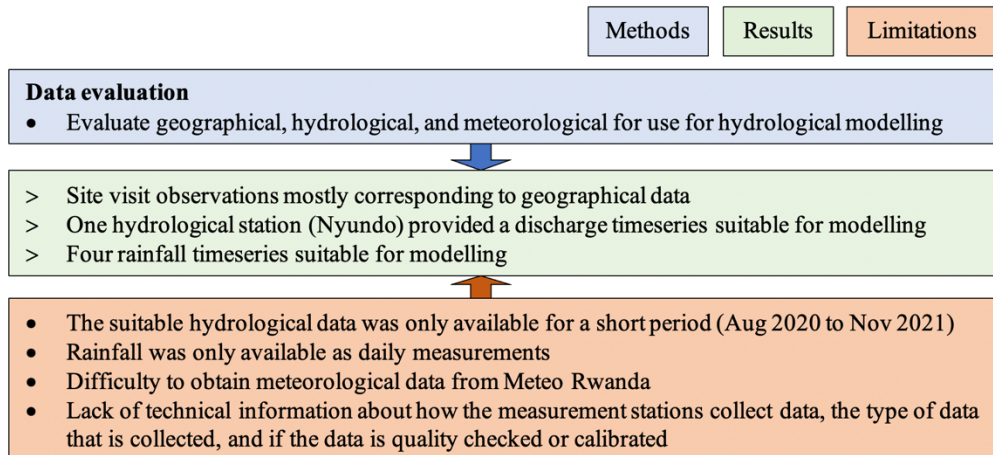 Methods
Results
Limitations
Data evaluation
• Evaluate geographical, hydrological, and meteorological for use for hydrological modelling
> Site visit observations mostly corresponding to geographical data
> One hydrological station (Nyundo) provided a discharge timeseries suitable for modelling
> Four rainfall timeseries suitable for modelling
• The suitable hydrological data was only available for a short period (Aug 2020 to Nov 2021)
• Rainfall was only available as daily measurements
• Difficulty to obtain meteorological data from Meteo Rwanda
• Lack of technical information about how the measurement stations collect data, the type of data
that is collected, and if the data is quality checked or calibrated